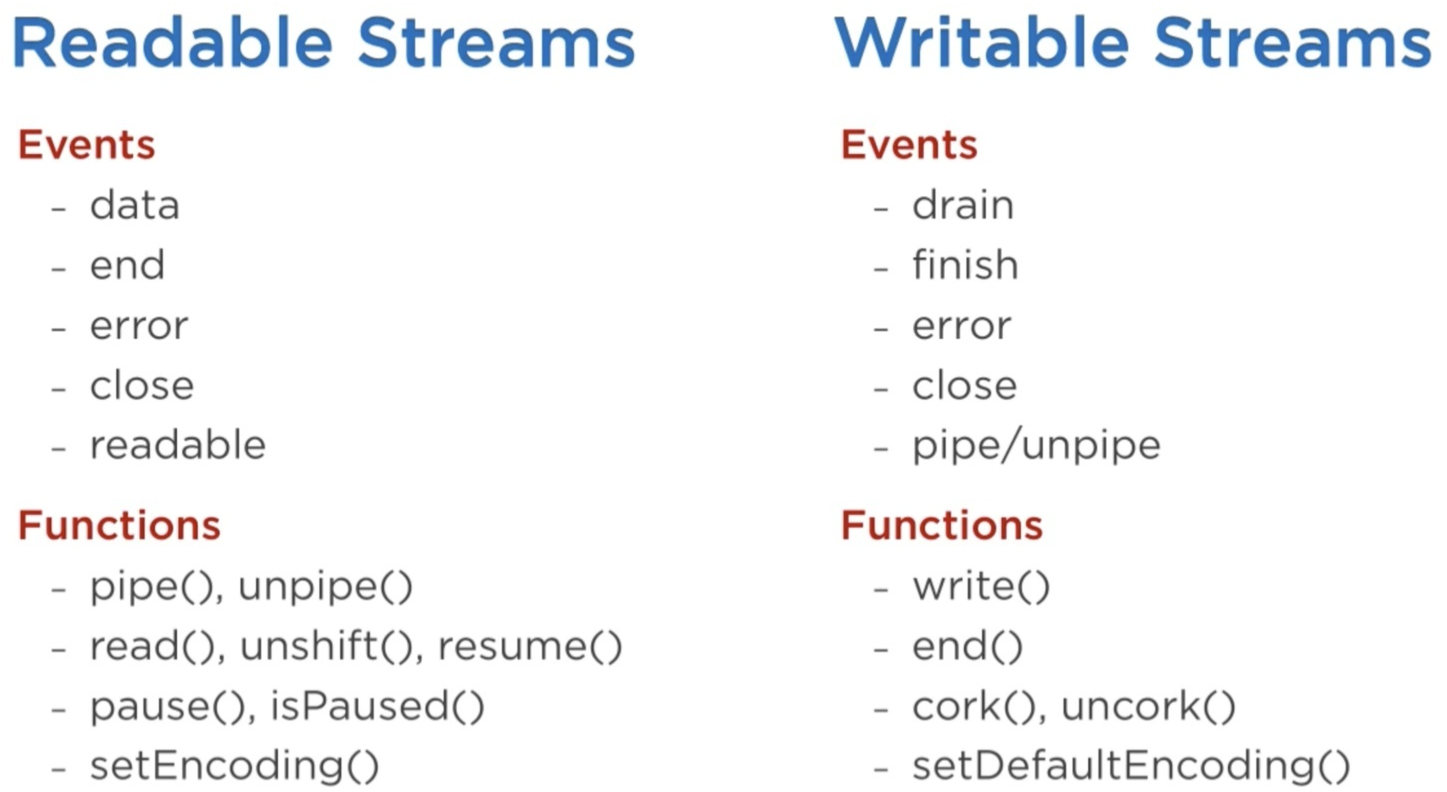 Readable Streams
Events
- data
- end
- error
- close
- readable
Functions
- pipe(), unpipe()
- read(), unshift(), resume()
- pause(), isPaused()
- setEncoding()
Writable Streams
Events
- drain
- finish
- error
- close
- pipe/unpipe
Functions
- write()
- end()
- cork(), uncork()
- setDefaultEncoding()